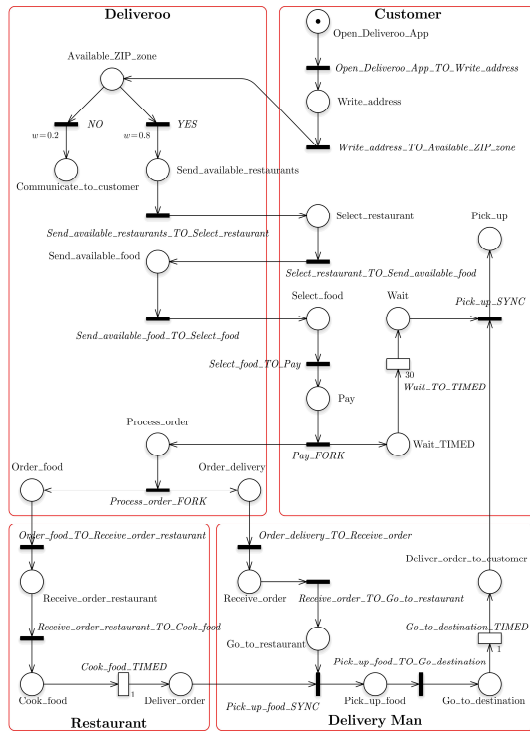 Deliveroo
Customer
Open_Deliveroo_App
Available_ZIP_zone
Open_Deliveroo_App_TO_Write_address
Write_address
NO
YES
w=0.2
w=0.8
Write_address_TO_Available_ZIP_zone
Send_available_restaurants
Communicate_to_customer
Select_restaurant
Pick_up
Send_available_restaurants_TO_Select_restaurant
Send_available_food
Select_restaurant_TO_Send_available_food
Select_food
Wait
Pick_up_SYNC
Send_available_food_TO_Select_food
Select_food_TO_Pay
30
Wait_TO_TIMED
Pay
Process_order
Wait_TIMED
Pay_FORK
Order_food
Order_delivery
Process_order_FORK
Order_food_TO_Receive_order_restaurant
Order_delivery_TO_Receive_order
Deliver_order_to_customer
Receive_order_restaurant
Receive_order
Receive_order_TO_Go_to_restaurant
Receive_order_restaurant_TO_Cook_food
Go_to_destination_TIMED
Go_to_restaurant
1
Cook_food_TIMED
Pick_up_food_TO_Go_destination
1
Cook_food
Deliver_order
Pick_up_food_SYNC
Pick_up_food
Go_to_destination
Restaurant
Delivery Man